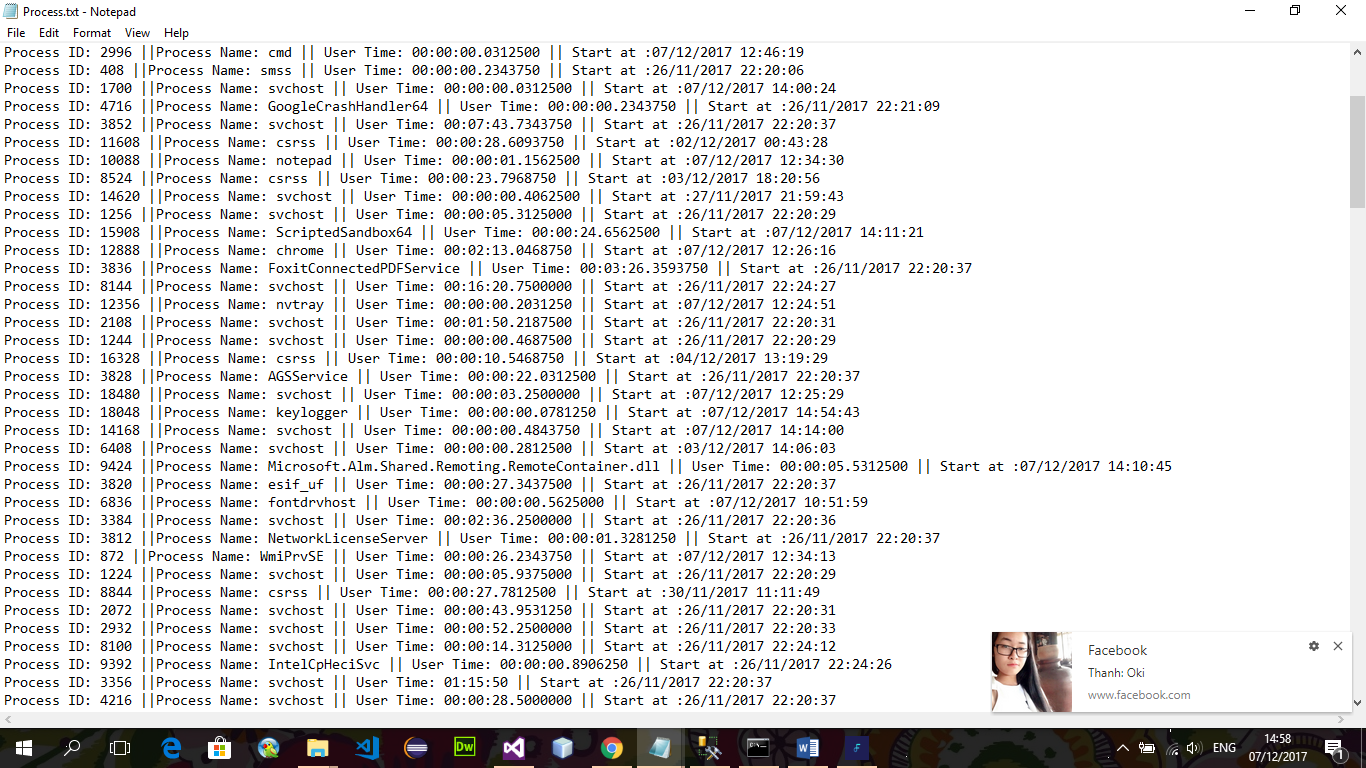 Process.txt - Notepad
File Edit Format View Help
Process ID: 2996 ||Process Name: cmd || User Time: 00:00:00.0312500 || Start at :07/12/2017 12:46:19
Process ID: 408 ||Process Name: smss || User Time: 00:00:00.2343750 || Start at :26/11/2017 22:20:06
Process ID: 1700 ||Process Name: svchost || User Time: 00:00:00.0312500 || Start at :07/12/2017 14:00:24
Process ID: 4716 ||Process Name: GoogleCrashHandler64 || User Time: 00:00:00.2343750 || Start at :26/11/2017 22:21:09
Process ID: 3852 ||Process Name: svchost || User Time: 00:07:43.7343750 || Start at :26/11/2017 22:20:37
Process ID: 11608 ||Process Name: csrss || User Time: 00:00:28.6093750 || Start at :02/12/2017 00:43:28
Process ID: 10088 ||Process Name: notepad || User Time: 00:00:01.1562500 || Start at :07/12/2017 12:34:30
Process ID: 8524 ||Process Name: csrss || User Time: 00:00:23.7968750 || Start at :03/12/2017 18:20:56
Process ID: 14620 ||Process Name: svchost || User Time: 00:00:00.4062500 || Start at :27/11/2017 21:59:43
Process ID: 1256 ||Process Name: svchost || User Time: 00:00:05.3125000 || Start at :26/11/2017 22:20:29
Process ID: 15908 ||Process Name: ScriptedSandbox64 || User Time: 00:00:24.6562500 || Start at :07/12/2017 14:11:21
Process ID: 12888 ||Process Name: chrome || User Time: 00:02:13.0468750 || Start at :07/12/2017 12:26:16
Process ID: 3836 ||Process Name: FoxitConnectedPDFService || User Time: 00:03:26.3593750 || Start at :26/11/2017 22:20:37
Process ID: 8144 ||Process Name: svchost || User Time: 00:16:20.7500000 || Start at :26/11/2017 22:24:27
Process ID: 12356 ||Process Name: nvtray || User Time: 00:00:00.2031250 || Start at :07/12/2017 12:24:51
Process ID: 2108 ||Process Name: svchost || User Time: 00:01:50.2187500 || Start at :26/11/2017 22:20:31
Process ID: 1244 ||Process Name: svchost || User Time: 00:00:00.4687500 || Start at :26/11/2017 22:20:29
Process ID: 16328 ||Process Name: csrss || User Time: 00:00:10.5468750 || Start at :04/12/2017 13:19:29
Process ID: 3828 ||Process Name: AGSService || User Time: 00:00:22.0312500 || Start at :26/11/2017 22:20:37
Process ID: 18480 ||Process Name: svchost || User Time: 00:00:03.2500000 || Start at :07/12/2017 12:25:29
Process ID: 18048 ||Process Name: keylogger || User Time: 00:00:00.0781250 || Start at :07/12/2017 14:54:43
Process ID: 14168 ||Process Name: svchost || User Time: 00:00:00.4843750 || Start at :07/12/2017 14:14:00
Process ID: 6408 ||Process Name: svchost || User Time: 00:00:00.2812500 || Start at :03/12/2017 14:06:03
Process ID: 9424 ||Process Name: Microsoft.Alm.Shared.Remoting.RemoteContainer.dll || User Time: 00:00:05.5312500 || Start at :07/12/2017 14:10:45
Process ID: 3820 ||Process Name: esif_uf || User Time: 00:00:27.3437500 || Start at :26/11/2017 22:20:37
Process ID: 6836 ||Process Name: fontdrvhost || User Time: 00:00:00.5625000 || Start at :07/12/2017 10:51:59
Process ID: 3384 ||Process Name: svchost || User Time: 00:02:36.2500000 || Start at :26/11/2017 22:20:36
Process ID: 3812 ||Process Name: NetworkLicenseServer || User Time: 00:00:01.3281250 || Start at :26/11/2017 22:20:37
Process ID: 872 ||Process Name: WmiPrvSE || User Time: 00:00:26.2343750 || Start at :07/12/2017 12:34:13
Process ID: 1224 ||Process Name: svchost || User Time: 00:00:05.9375000 || Start at :26/11/2017 22:20:29
Process ID: 8844 ||Process Name: csrss || User Time: 00:00:27.7812500 || Start at :30/11/2017 11:11:49
Process ID: 2072 ||Process Name: svchost || User Time: 00:00:43.9531250 || Start at :26/11/2017 22:20:31
Process ID: 2932 ||Process Name: svchost || User Time: 00:00:52.2500000 || Start at :26/11/2017 22:20:33
Process ID: 8100 ||Process Name: svchost || User Time: 00:00:14.3125000 || Start at :26/11/2017 22:24:12
Process ID: 9392 ||Process Name: IntelCpHeciSvc || User Time: 00:00:00.8906250 || Start at :26/11/2017 22:24:26
Process ID: 3356 ||Process Name: svchost || User Time: 01:15:50 || Start at :26/11/2017 22:20:37
Process ID: 4216 ||Process Name: svchost || User Time: 00:00:28.5000000 || Start at :26/11/2017 22:20:37
Facebook
Thanh: Oki
www.facebook.com
Dw
ENG
14:58
07/12/2017
1